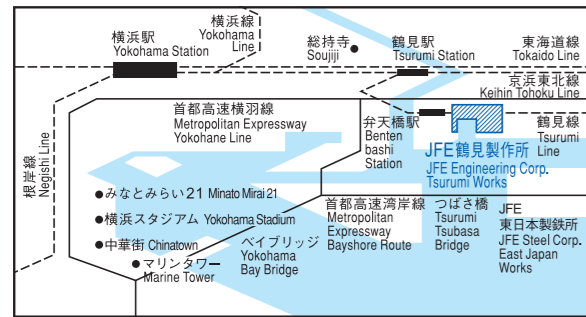 横浜駅
Yokohama Station
横浜線
Yokohama
Line
総持寺
Soujiji
鶴見駅
Tsurumi Station
東海道線
Tokaido Line
京浜東北線
Keihin Tohoku Line
根岸線
Negishi Line
首都高速横羽線
Metropolitan Expressway
Yokohane Line
弁天橋駅
Benten
bashi
Station
JFE鶴見製作所
JFE Engineering Corp.
Tsurumi Works
鶴見線
Tsurumi
Line
みなとみらい21 Minato Mirai 21
横浜スタジアム Yokohama Stadium
中華街 Chinatown
マリンタワー
Marine Tower
ベイブリッジ
Yokohama
Bay Bridge
首都高速湾岸線
Metropolitan
Expressway
Bayshore Route
つばさ橋
Tsurumi
Tsubasa
Bridge
JFE
東日本製鉄所
JFE Steel Corp.
East Japan
Works